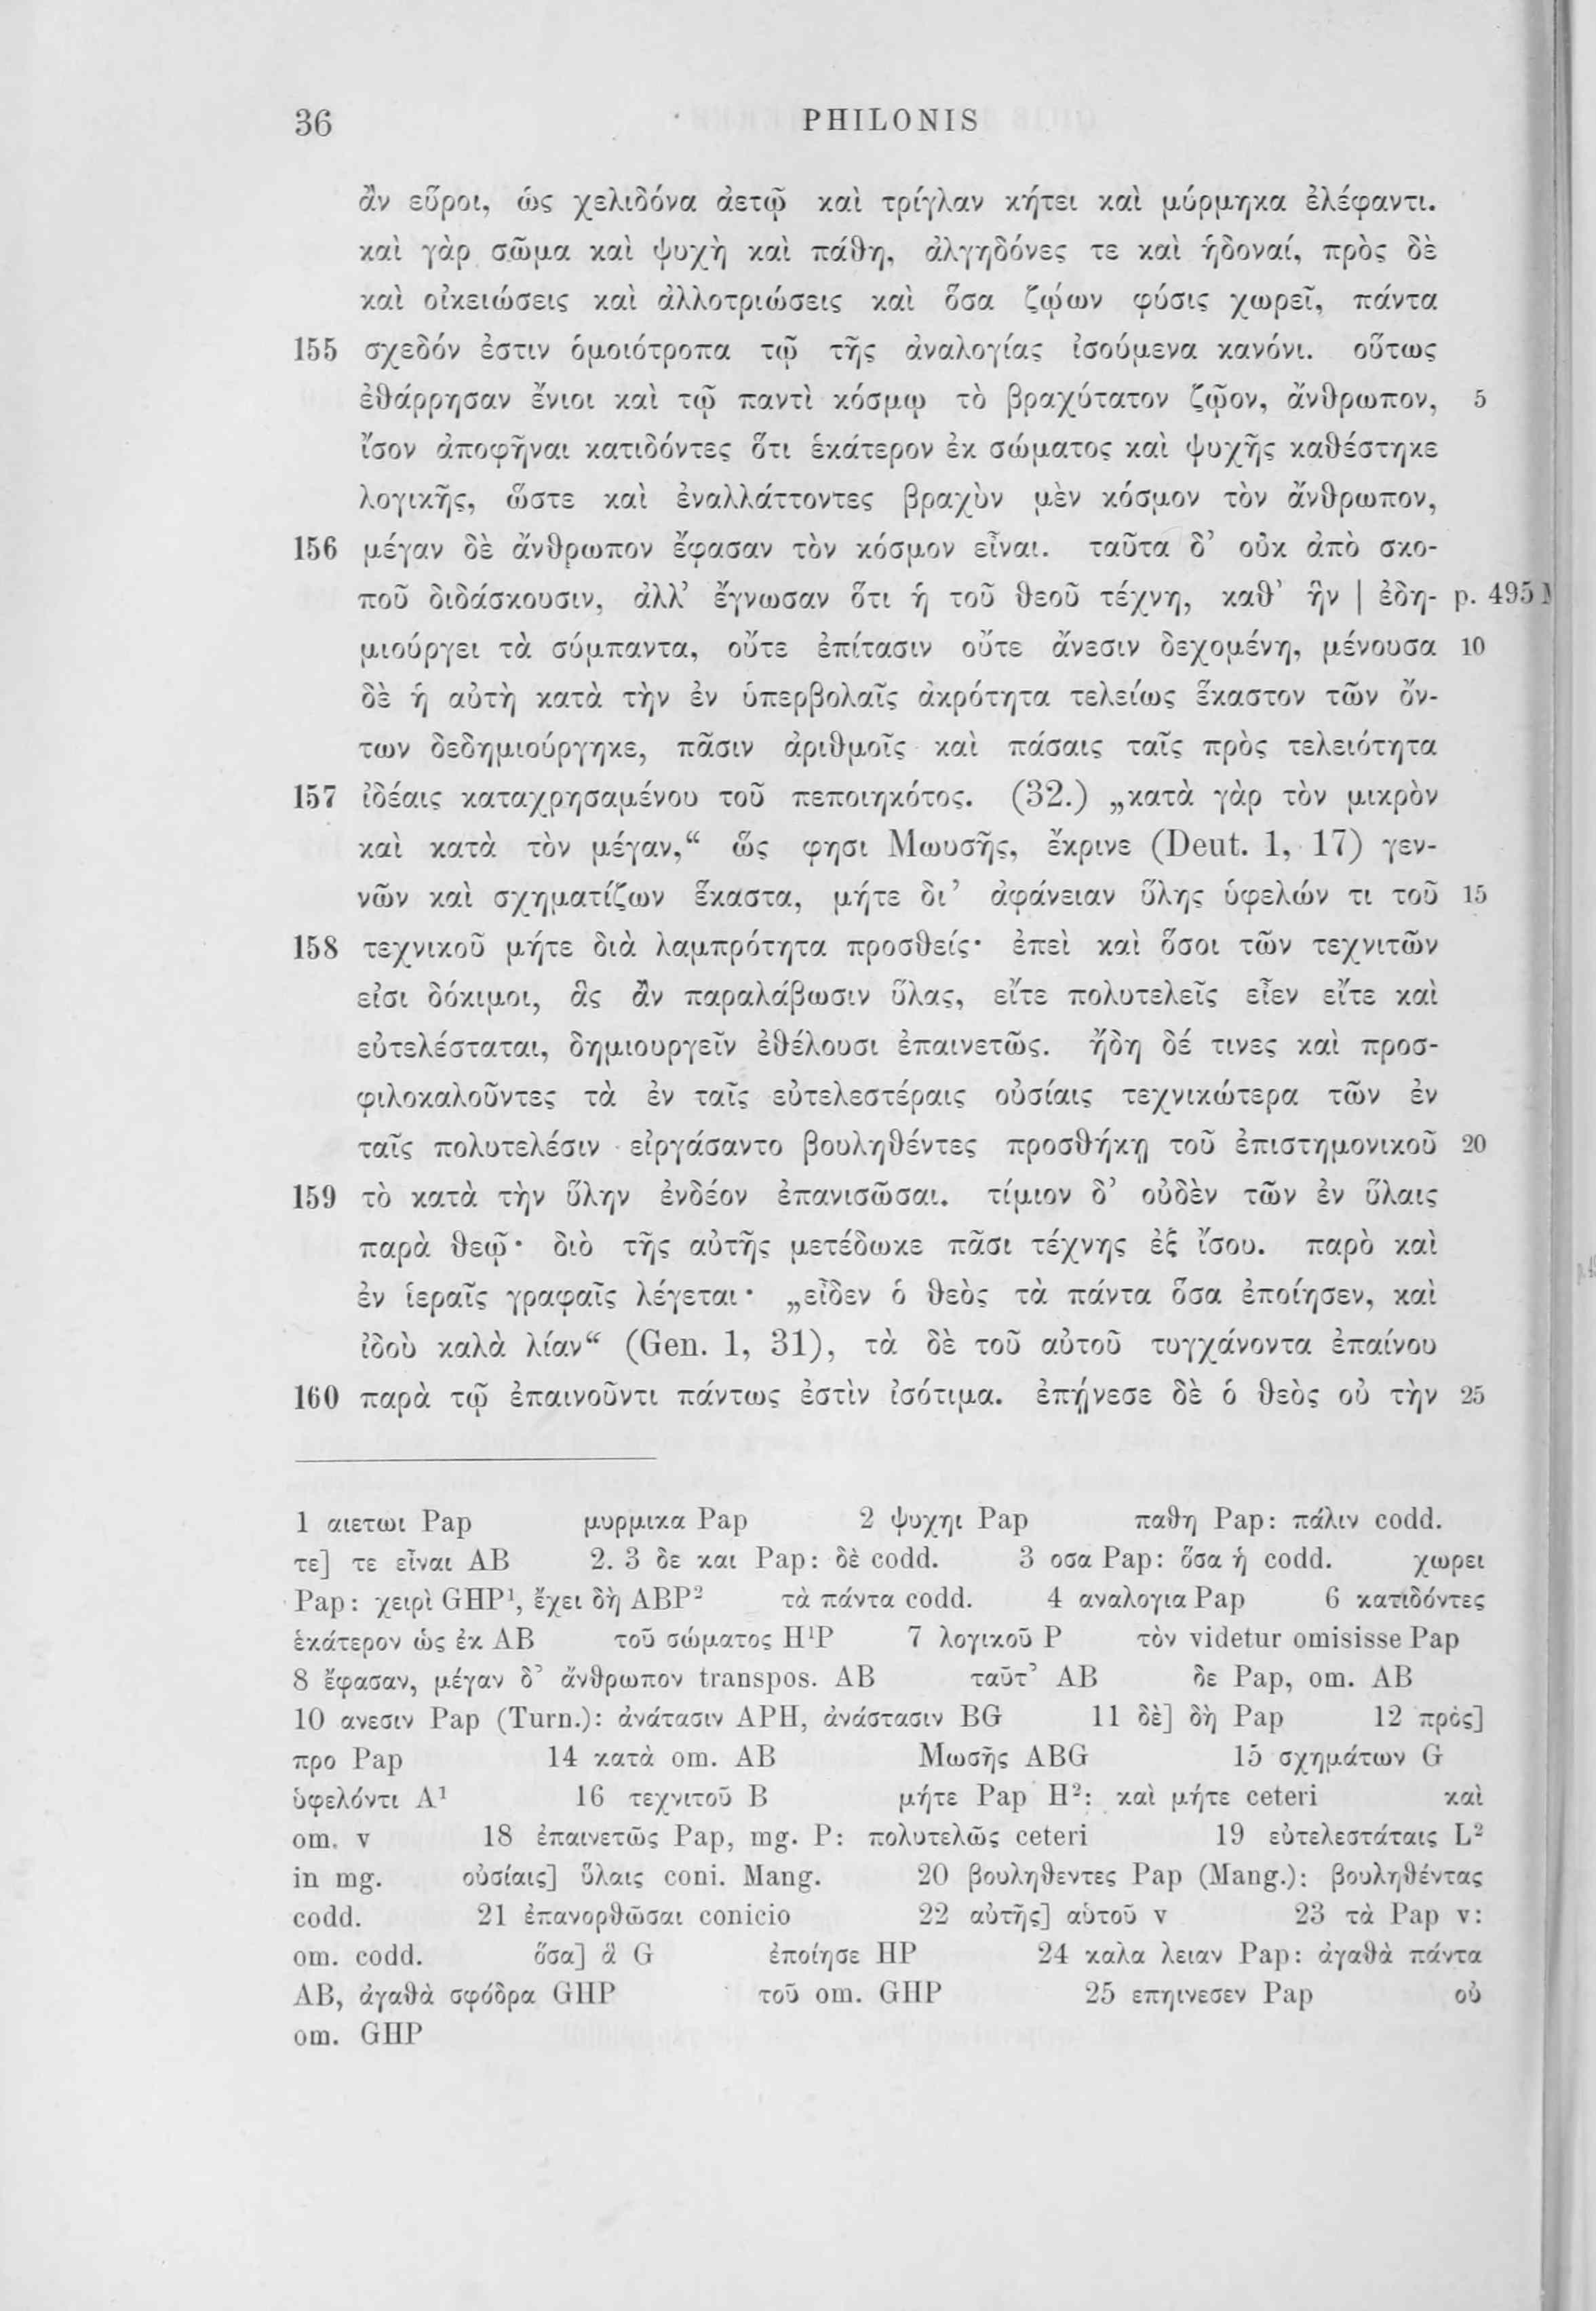 36 PHILONIS
ἂν εὕροι, ὡς χελιδόνα ἀετῷ καὶ τρίγλαν κήτει καὶ μύρμηκα ἐλέφαντι.
καὶ γὰρ σῶμα καὶ ψυχὴ καὶ πάθη, ἀλγηδόνες τε καὶ ἡδοναί, πρὸς δὲ
καὶ οἰκειώσεις καὶ ἀλλοτριώσεις καὶ ὅσα ζῴων φύσις χωρεῖ, πάντα
155 σχεδόν ἐστιν ὁμοιότροπα τῷ τῆς ἀναλογίας ἰσούμενα κανόνι. οὕτως
ἐθάρρησαν ἔνιοι καὶ τῷ παντὶ κόσμῳ τὸ βραχύτατον ζῷον, ἄνθρωπον, 5
ἴσον ἀποφῆναι κατιδόντες ὅτι ἑκάτερον ἐκ σώματος καὶ ψυχῆς καθέστηκε
λογικῆς, ὥστε καὶ ἐναλλάττοντες βραχὺν μὲν κόσμον τὸν ἄνθρωπον,
156 μέγαν δὲ ἄνθρωπον ἔφασαν τὸν κόσμον εἶναι. ταῦτα δ’ οὐκ ἀπὸ σκο-
ποῦ διδάσκουσιν, ἀλλ’ ἔγνωσαν ὅτι ἡ τοῦ θεοῦ τέχνη, καθ’ ἣν | ἐδη- p. 495 M
μιούργει τὰ σύμπαντα, οὔτε ἐπίτασιν οὔτε ἄνεσιν δεχομένη, μένουσα 10
δὲ ἡ αὐτὴ κατὰ τὴν ἐν ὑπερβολαῖς ἀκρότητα τελείως ἕκαστον τῶν ὄν-
των δεδημιούργηκε, πᾶσιν ἀριθμοῖς καὶ πάσαις ταῖς πρὸς τελειότητα
157 ἰδέαις καταχρησαμένου τοῦ πεποιηκότος. (32.) „κατὰ γὰρ τὸν μικρὸν
καὶ κατὰ τὸν μέγαν,“ ὥς φησι Μωυσῆς, ἔκρινε (Deut. 1, 17) γεν-
νῶν καὶ σχηματίζων ἕκαστα, μήτε δι’ ἀφάνειαν ὕλης ὑφελών τι τοῦ 15
158 τεχνικοῦ μήτε διὰ λαμπρότητα προσθείς· ἐπεὶ καὶ ὅσοι τῶν τεχνιτῶν
εἰσι δόκιμοι, ἃς ἂν παραλάβωσιν ὕλας, εἴτε πολυτελεῖς εἶεν εἴτε καὶ
εὐτελέσταται, δημιουργεῖν ἐθέλουσι ἐπαινετῶς. ἤδη δέ τινες καὶ προσ-
φιλοκαλοῦντες τὰ ἐν ταῖς εὐτελεστέραις οὐσίαις τεχνικώτερα τῶν ἐν
ταῖς πολυτελέσιν εἰργάσαντο βουληθέντες προσθήκῃ τοῦ ἐπιστημονικοῦ 20
159 τὸ κατὰ τὴν ὕλην ἐνδέον ἐπανισῶσαι. τίμιον δ’ οὐδὲν τῶν ἐν ὕλαις
παρὰ θεῷ· διὸ τῆς αὐτῆς μετέδωκε πᾶσι τέχνης ἐξ ἴσου. παρὸ καὶ
ἐν ἱεραῖς γραφαῖς λέγεται· „εἶδεν ὁ θεὸς τὰ πάντα ὅσα ἐποίησεν, καὶ
ἰδοὺ καλὰ λίαν“ (Gen. 1, 31), τὰ δὲ τοῦ αὐτοῦ τυγχάνοντα ἐπαίνου
160 παρὰ τῷ ἐπαινοῦντι πάντως ἐστὶν ἰσότιμα. ἐπῄνεσε δὲ ὁ θεὸς οὐ τὴν 25
1 αιετωι Pap μυρμικα Pap 2 ψυχηι Pap παθη Pap: πάλιν codd.
τε] τε εἶναι AB 2. 3 δε και Pap: δὲ codd. 3 οσα Pap: ὅσα ἡ codd. χωρει
Pap: χειρὶ GHP¹, ἔχει δὴ ABP² τὰ πάντα codd. 4 αναλογια Pap 6 κατιδόντες
ἑκάτερον ὡς ἐκ AB τοῦ σώματος H¹P 7 λογικοῦ P τὸν videtur omisisse Pap
8 ἔφασαν, μέγαν δ’ ἄνθρωπον transpos. AB ταῦτ’ AB δε Pap, om. AB
10 ανεσιν Pap (Turn.): ἀνάτασιν APH, ἀνάστασιν BG 11 δὲ] δὴ Pap 12 πρὸς]
προ Pap 14 κατὰ om. AB Μωσῆς ABG 15 σχημάτων G
ὑφελόντι A¹ 16 τεχνιτοῦ B μήτε Pap H²: καὶ μήτε ceteri καὶ
om. v 18 ἐπαινετῶς Pap, mg. P: πολυτελῶς ceteri 19 εὐτελεστάταις L²
in mg. οὐσίαις] ὕλαις coni. Mang. 20 βουληθεντες Pap (Mang.): βουληθέντας
codd. 21 ἐπανορθῶσαι conicio 22 αὐτῆς] αὑτοῦ v 23 τὰ Pap v:
om. codd. ὅσα] ἃ G ἐποίησε HP 24 καλα λειαν Pap: ἀγαθὰ πάντα
AB, ἀγαθὰ σφόδρα GHP τοῦ om. GHP 25 επηινεσεν Pap οὐ
om. GHP